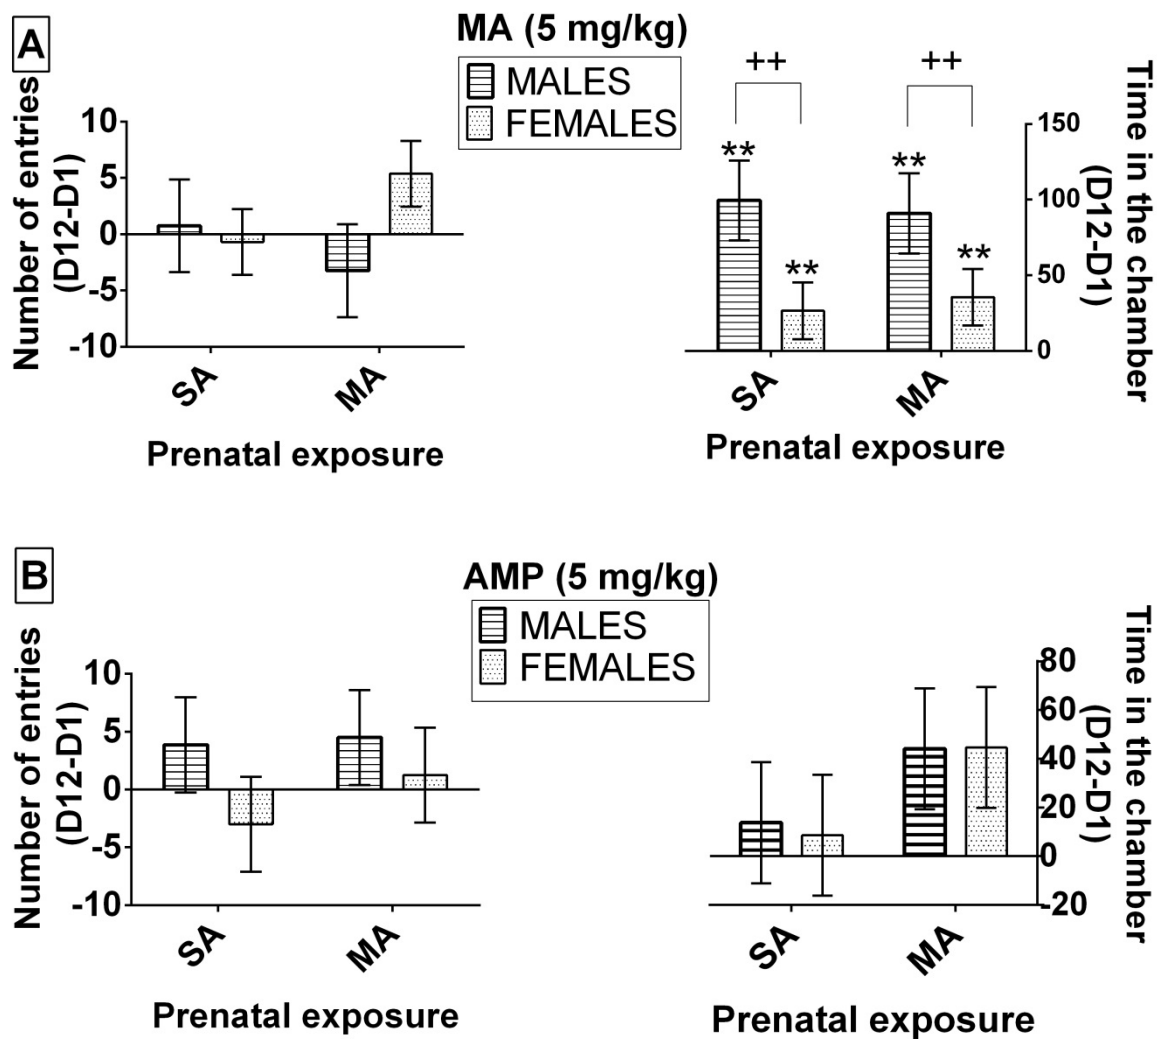 A
MA (5 mg/kg)
MALES
FEMALES
Number of entries
(D12-D1)
10
5
0
-5
-10
SA
MA
Prenatal exposure
++
++
**
**
**
**
150
100
50
0
Time in the chamber
(D12-D1)
SA
MA
Prenatal exposure
B
AMP (5 mg/kg)
MALES
FEMALES
Number of entries
(D12-D1)
10
5
0
-5
-10
SA
MA
Prenatal exposure
80
60
40
20
0
-20
Time in the chamber
(D12-D1)
SA
MA
Prenatal exposure